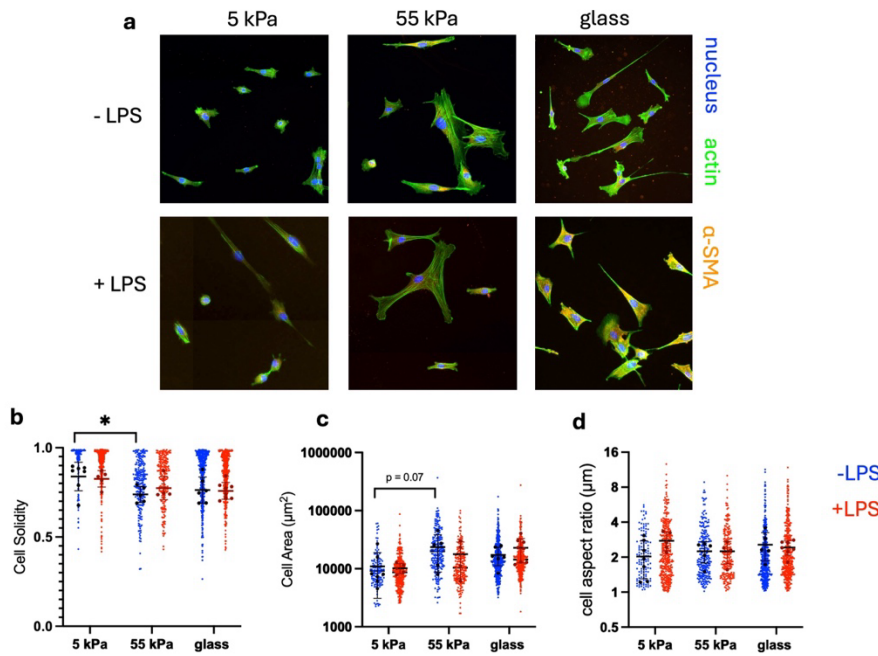 a
5 kPa 55 kPa glass
- LPS
+ LPS
nucleus
actin
α-SMA
b
*
Cell Solidity
1.0
0.5
0.0
5 kPa 55 kPa glass
c
p = 0.07
Cell Area (µm²)
1000000
100000
10000
1000
5 kPa 55 kPa glass
d
cell aspect ratio (µm)
16
8
4
2
1
0.5
5 kPa 55 kPa glass
-LPS
+LPS